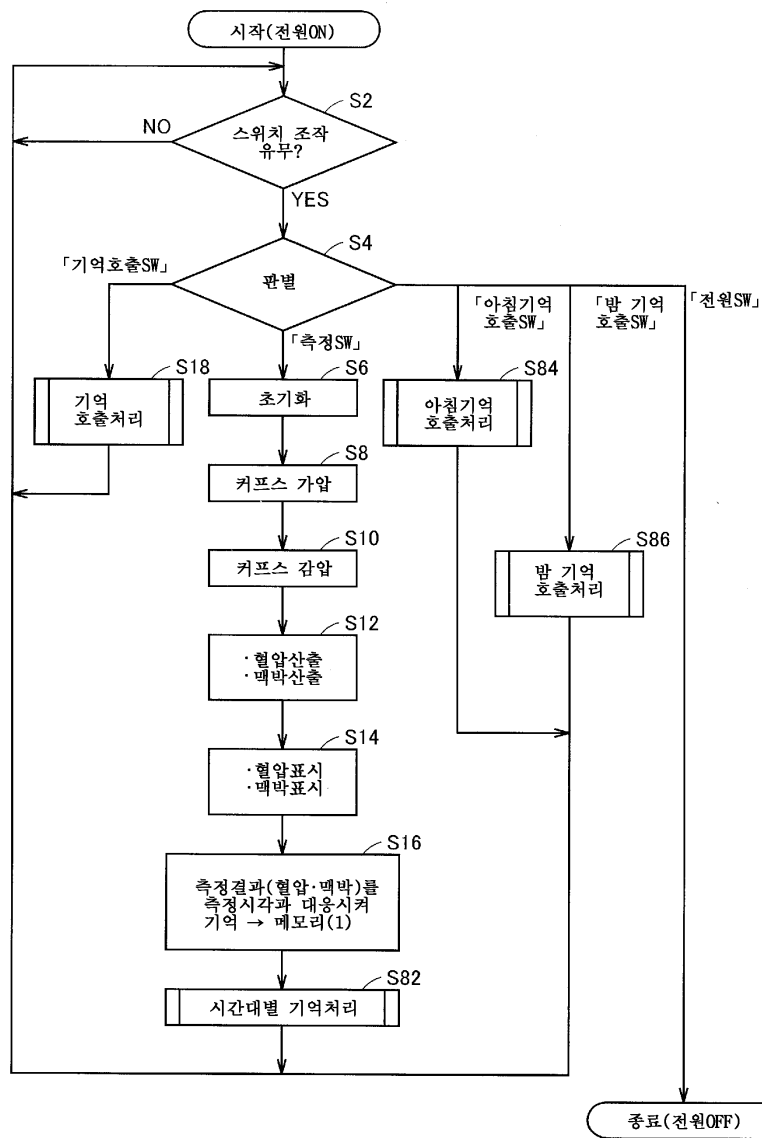 시작(전원ON)
S2
NO
스위치 조작
유무?
YES
S4
「기억호출SW」
판별
「아침기억
호출SW」
「밤 기억
호출SW」
「전원SW」
「측정SW」
S18
기억
호출처리
S6
초기화
S84
아침기억
호출처리
S8
커프스 가압
S10
커프스 감압
S86
밤 기억
호출처리
S12
·혈압산출
·맥박산출
S14
·혈압표시
·맥박표시
S16
측정결과(혈압·맥박)를
측정시각과 대응시켜
기억 → 메모리(1)
S82
시간대별 기억처리
종료(전원OFF)